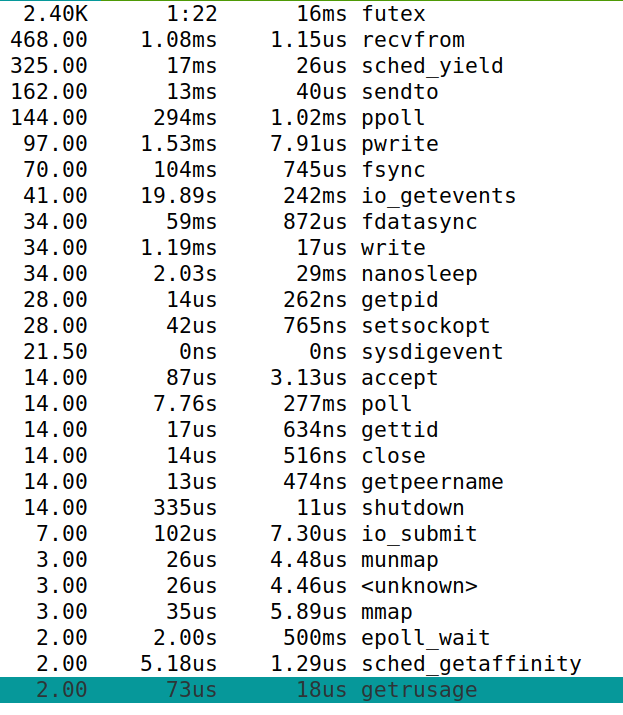 2.40K 1:22 16ms futex
468.00 1.08ms 1.15us recvfrom
325.00 17ms 26us sched_yield
162.00 13ms 40us sendto
144.00 294ms 1.02ms ppoll
97.00 1.53ms 7.91us pwrite
70.00 104ms 745us fsync
41.00 19.89s 242ms io_getevents
34.00 59ms 872us fdatasync
34.00 1.19ms 17us write
34.00 2.03s 29ms nanosleep
28.00 14us 262ns getpid
28.00 42us 765ns setsockopt
21.50 0ns 0ns sysdigevent
14.00 87us 3.13us accept
14.00 7.76s 277ms poll
14.00 17us 634ns gettid
14.00 14us 516ns close
14.00 13us 474ns getpeername
14.00 335us 11us shutdown
7.00 102us 7.30us io_submit
3.00 26us 4.48us munmap
3.00 26us 4.46us <unknown>
3.00 35us 5.89us mmap
2.00 2.00s 500ms epoll_wait
2.00 5.18us 1.29us sched_getaffinity
2.00 73us 18us getrusage